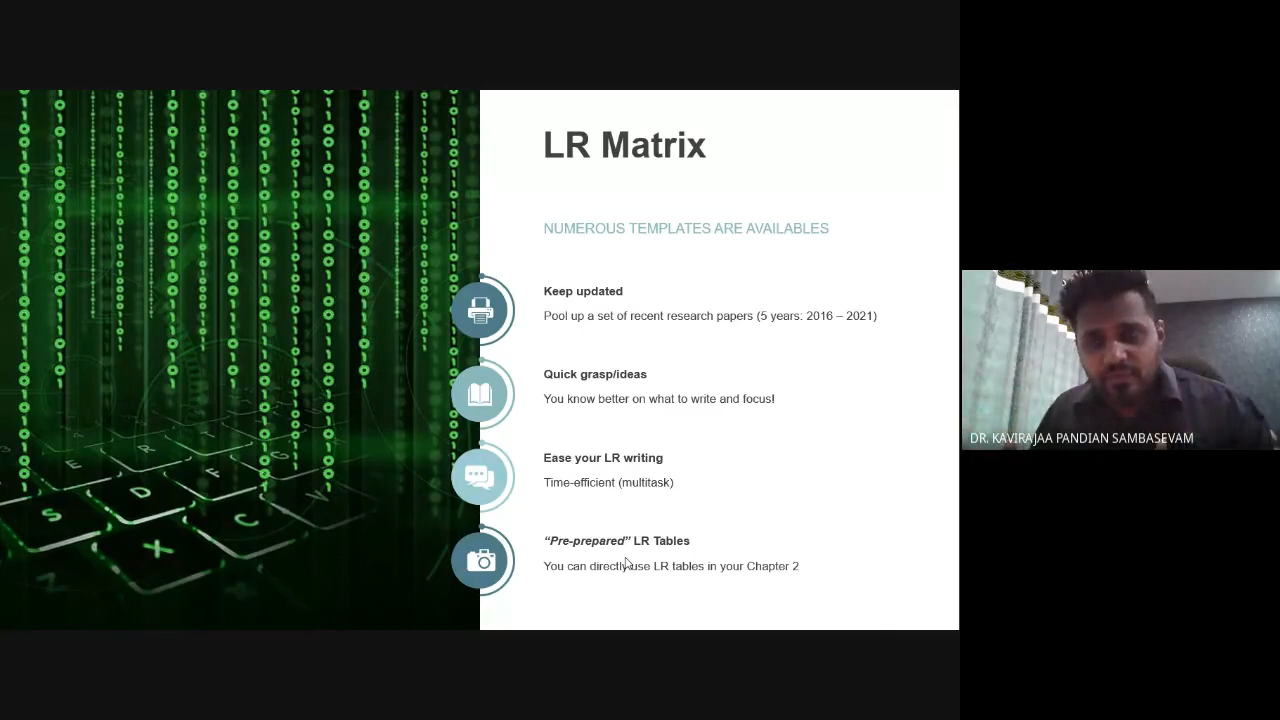 LR Matrix
NUMEROUS TEMPLATES ARE AVAILABLES
Keep updated
Pool up a set of recent research papers (5 years: 2016 – 2021)
Quick grasp/ideas
You know better on what to write and focus!
Ease your LR writing
Time-efficient (multitask)
“Pre-prepared” LR Tables
You can directly use LR tables in your Chapter 2
DR. KAVIRAJAA PANDIAN SAMBASEVAM
E
R
T
S
D
F
G
X
C
V
Z